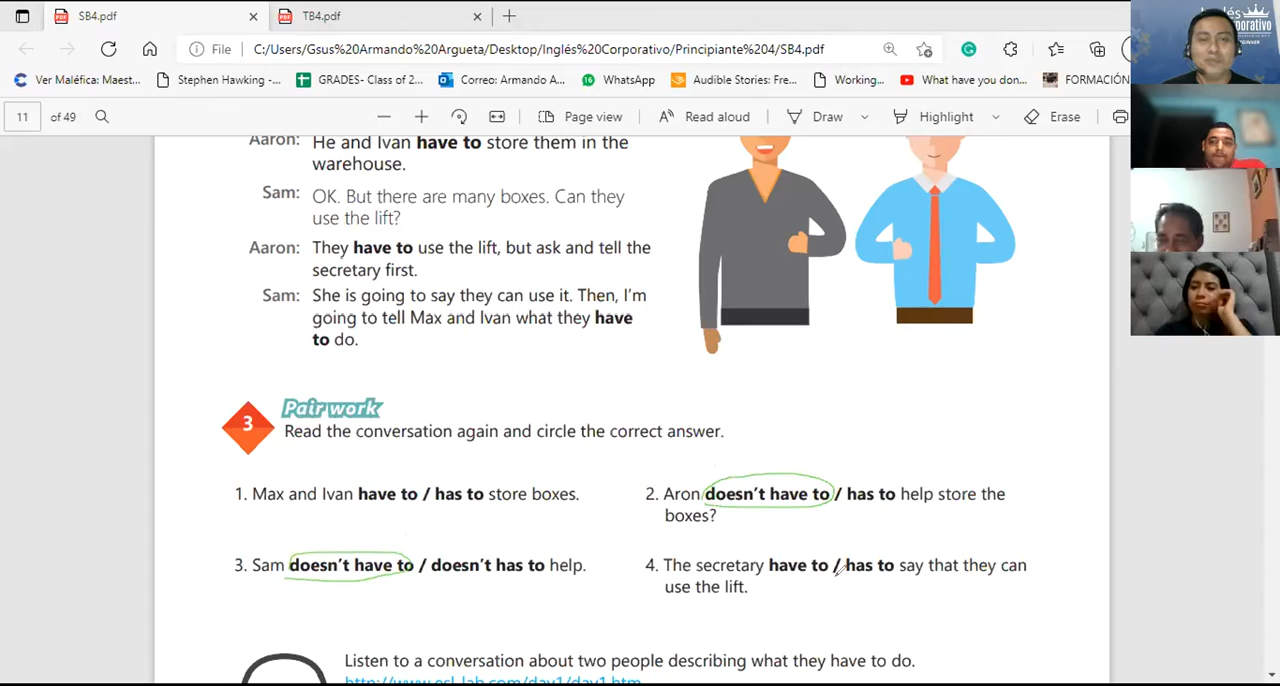 SB4.pdf
TB4.pdf
File
C:/Users/Gsus%20Armando%20Argueta/Desktop/Inglés%20Corporativo/Principiante%204/SB4.pdf
Ver Maléfica: Maest...
Stephen Hawking -...
GRADES- Class of 2...
Correo: Armando A...
WhatsApp
Audible Stories: Fre...
Working...
What have you don...
FORMACIÓN
11 of 49
Page view
Read aloud
Draw
Highlight
Erase
Aaron: He and Ivan have to store them in the
warehouse.
Sam: OK. But there are many boxes. Can they
use the lift?
Aaron: They have to use the lift, but ask and tell the
secretary first.
Sam: She is going to say they can use it. Then, I'm
going to tell Max and Ivan what they have
to do.
3
Pair work
Read the conversation again and circle the correct answer.
1. Max and Ivan have to / has to store boxes.
2. Aron doesn't have to / has to help store the
boxes?
3. Sam doesn't have to / doesn't has to help.
4. The secretary have to / has to say that they can
use the lift.
Listen to a conversation about two people describing what they have to do.
http://www.esl-lab.com/day1/day1.htm